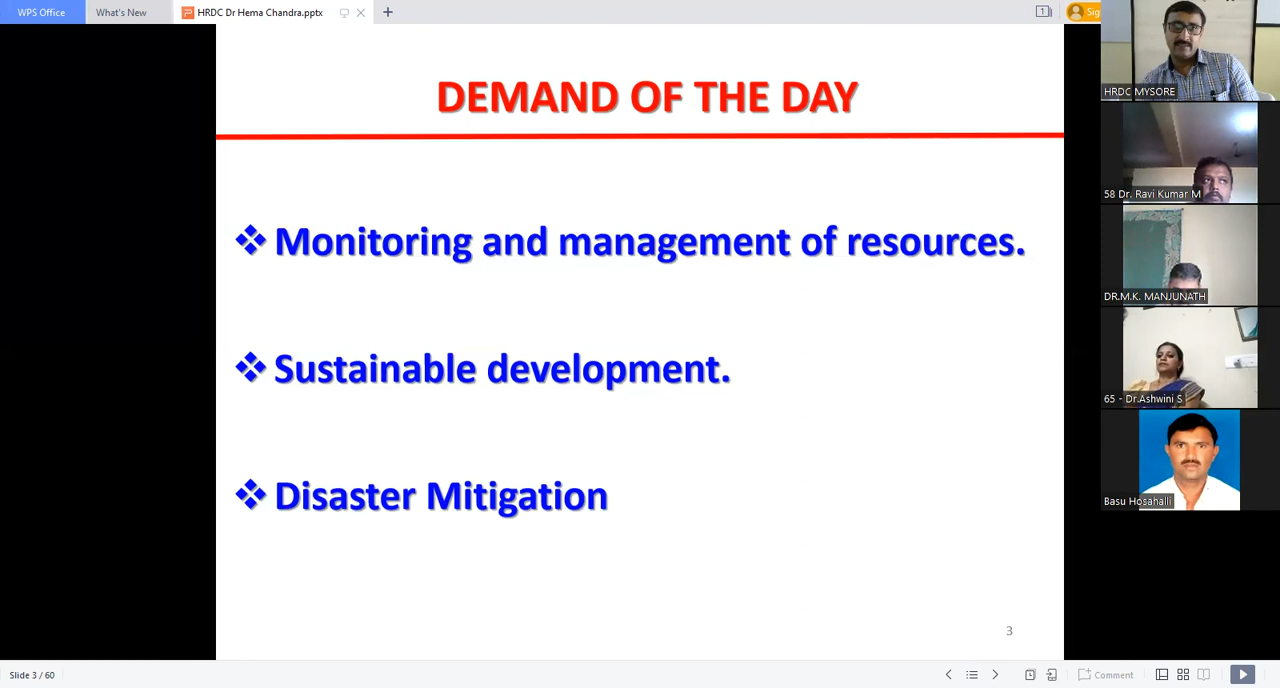 WPS Office
What's New
HRDC Dr Hema Chandra.pptx
1
DEMAND OF THE DAY
Monitoring and management of resources.
Sustainable development.
Disaster Mitigation
3
HRDC MYSORE
58 Dr. Ravi Kumar M
DR.M.K. MANJUNATH
65 - Dr.Ashwini S
Basu Hosahalli
Slide 3 / 60
Comment